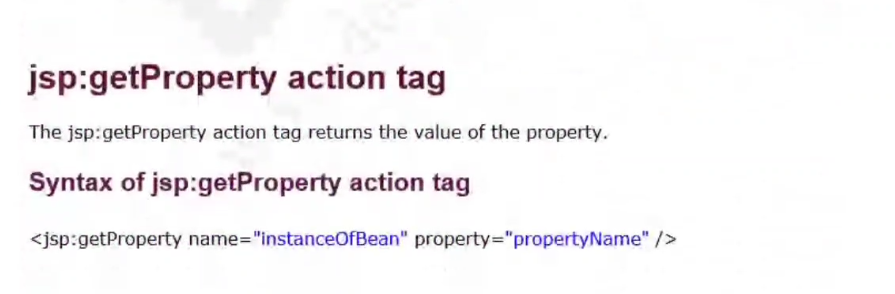 jsp:getProperty action tag
The jsp:getProperty action tag returns the value of the property.
Syntax of jsp:getProperty action tag
<jsp:getProperty name="instanceOfBean" property="propertyName" />